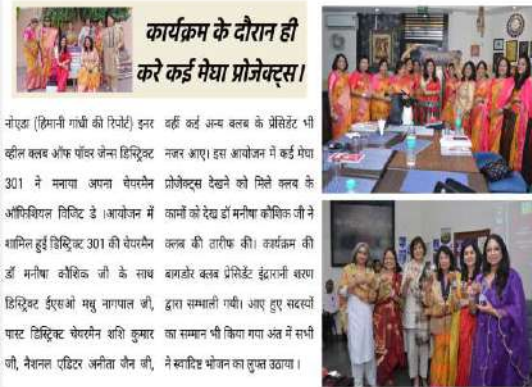 कार्यक्रम के दौरान ही
करे कई मेघा प्रोजेक्ट्स।
नोएडा (हिमानी गांधी की रिपोर्ट) इनर
व्हील क्लब ऑफ पॉवर जेम्स डिस्ट्रिक्ट
301 ने मनाया अपना चेयरमैन
ऑफिशियल विजिट डे ।आयोजन में
शामिल हुईं डिस्ट्रिक्ट 301 की चेयरमैन
डॉ मनीषा कौशिक जी के साथ
डिस्ट्रिक्ट ईएसओ मधु नागपाल जी,
पास्ट डिस्ट्रिक्ट चेयरमैन शशि कुमार
जी, नैशनल एडिटर अनीता जैन जी,
वहीं कई अन्य क्लब के प्रेसिडेंट भी
नजर आए। इस आयोजन में कई मेघा
प्रोजेक्ट्स देखने को मिले क्लब के
कामों को देख डॉ मनीषा कौशिक जी ने
क्लब की तारीफ की। कार्यक्रम की
बागडोर क्लब प्रेसिडेंट इंद्रारानी शरण
द्वारा सम्भाली गयी। आए हुए सदस्यों
का सम्मान भी किया गया अंत में सभी
ने स्वादिष्ट भोजन का लुफ्त उठाया ।